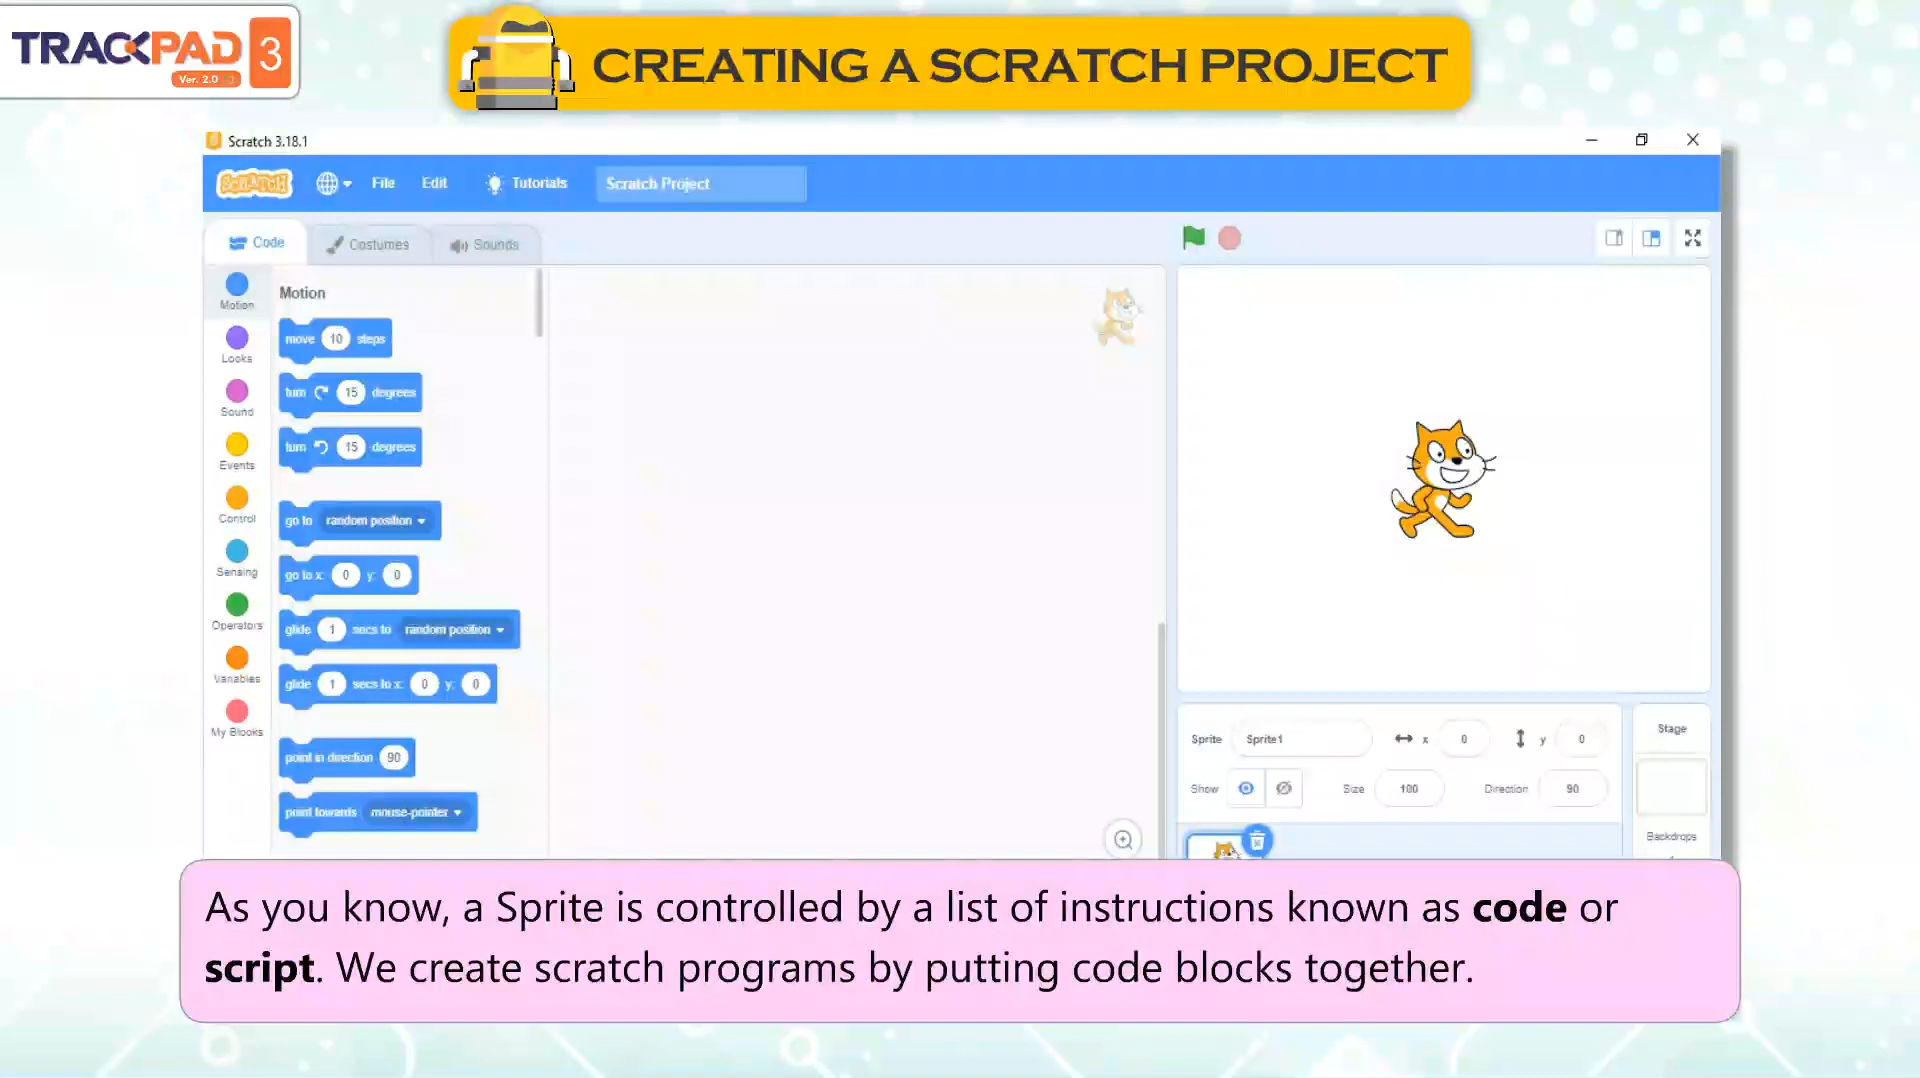 TRACKPAD 3
Ver. 2.0
CREATING A SCRATCH PROJECT
Scratch 3.18.1
SCRATCH File Edit Tutorials Scratch Project
Code Costumes Sounds
Motion
Looks
Sound
Events
Control
Sensing
Operators
Variables
My Blocks
Motion
move 10 steps
turn 15 degrees
turn 15 degrees
go to random position
go to x: 0 y: 0
glide 1 secs to random position
glide 1 secs to x: 0 y: 0
point in direction 90
point towards mouse-pointer
Sprite Sprite1 x 0 y 0
Show Size 100 Direction 90
Stage
Backdrops
As you know, a Sprite is controlled by a list of instructions known as code or
script. We create scratch programs by putting code blocks together.